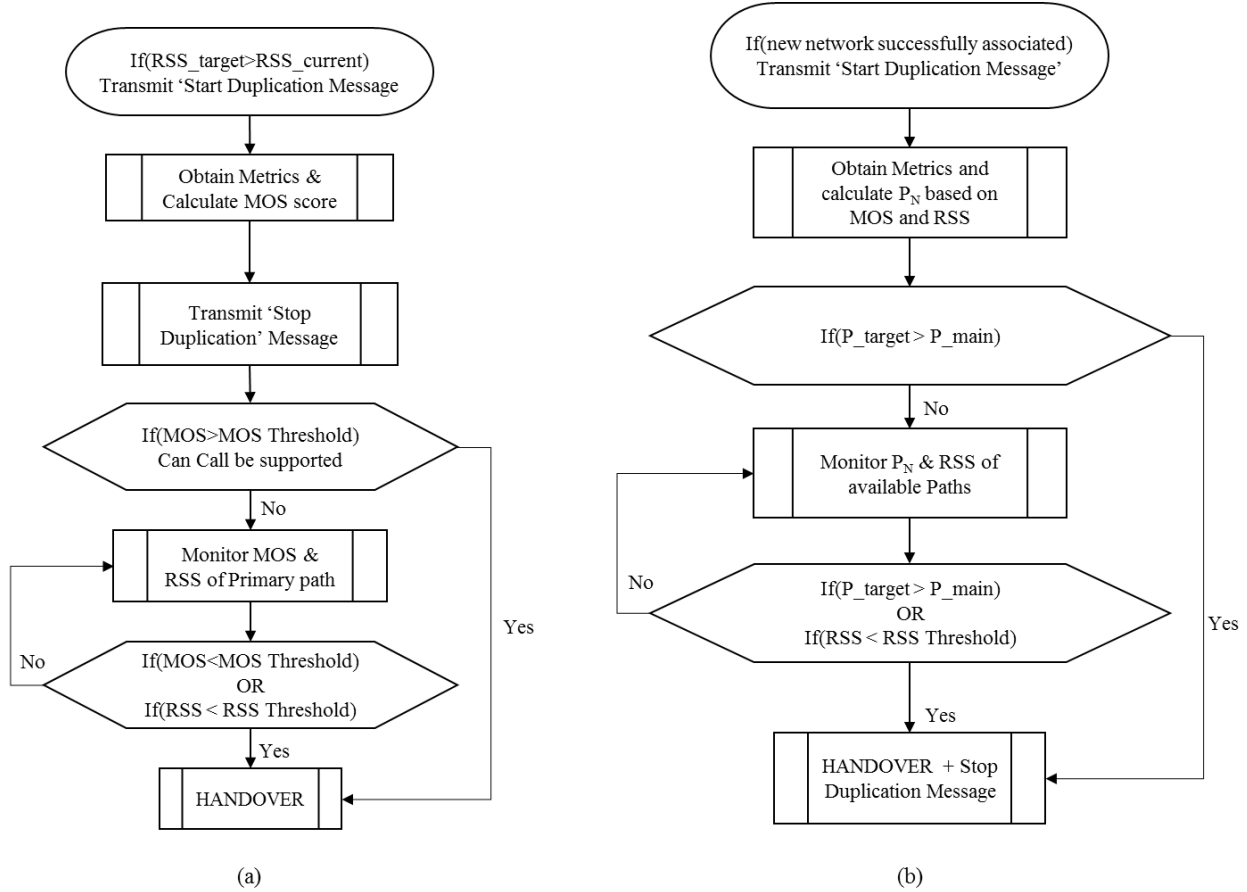 If(RSS_target>RSS_current)
Transmit ‘Start Duplication Message
Obtain Metrics &
Calculate MOS score
Transmit ‘Stop
Duplication’ Message
If(MOS>MOS Threshold)
Can Call be supported
No
Monitor MOS &
RSS of Primary path
Yes
No
If(MOS<MOS Threshold)
OR
If(RSS < RSS Threshold)
Yes
HANDOVER
(a)
If(new network successfully associated)
Transmit ‘Start Duplication Message’
Obtain Metrics and
calculate P_N based on
MOS and RSS
If(P_target > P_main)
No
Monitor P_N & RSS of
available Paths
No
If(P_target > P_main)
OR
If(RSS < RSS Threshold)
Yes
Yes
HANDOVER + Stop
Duplication Message
(b)